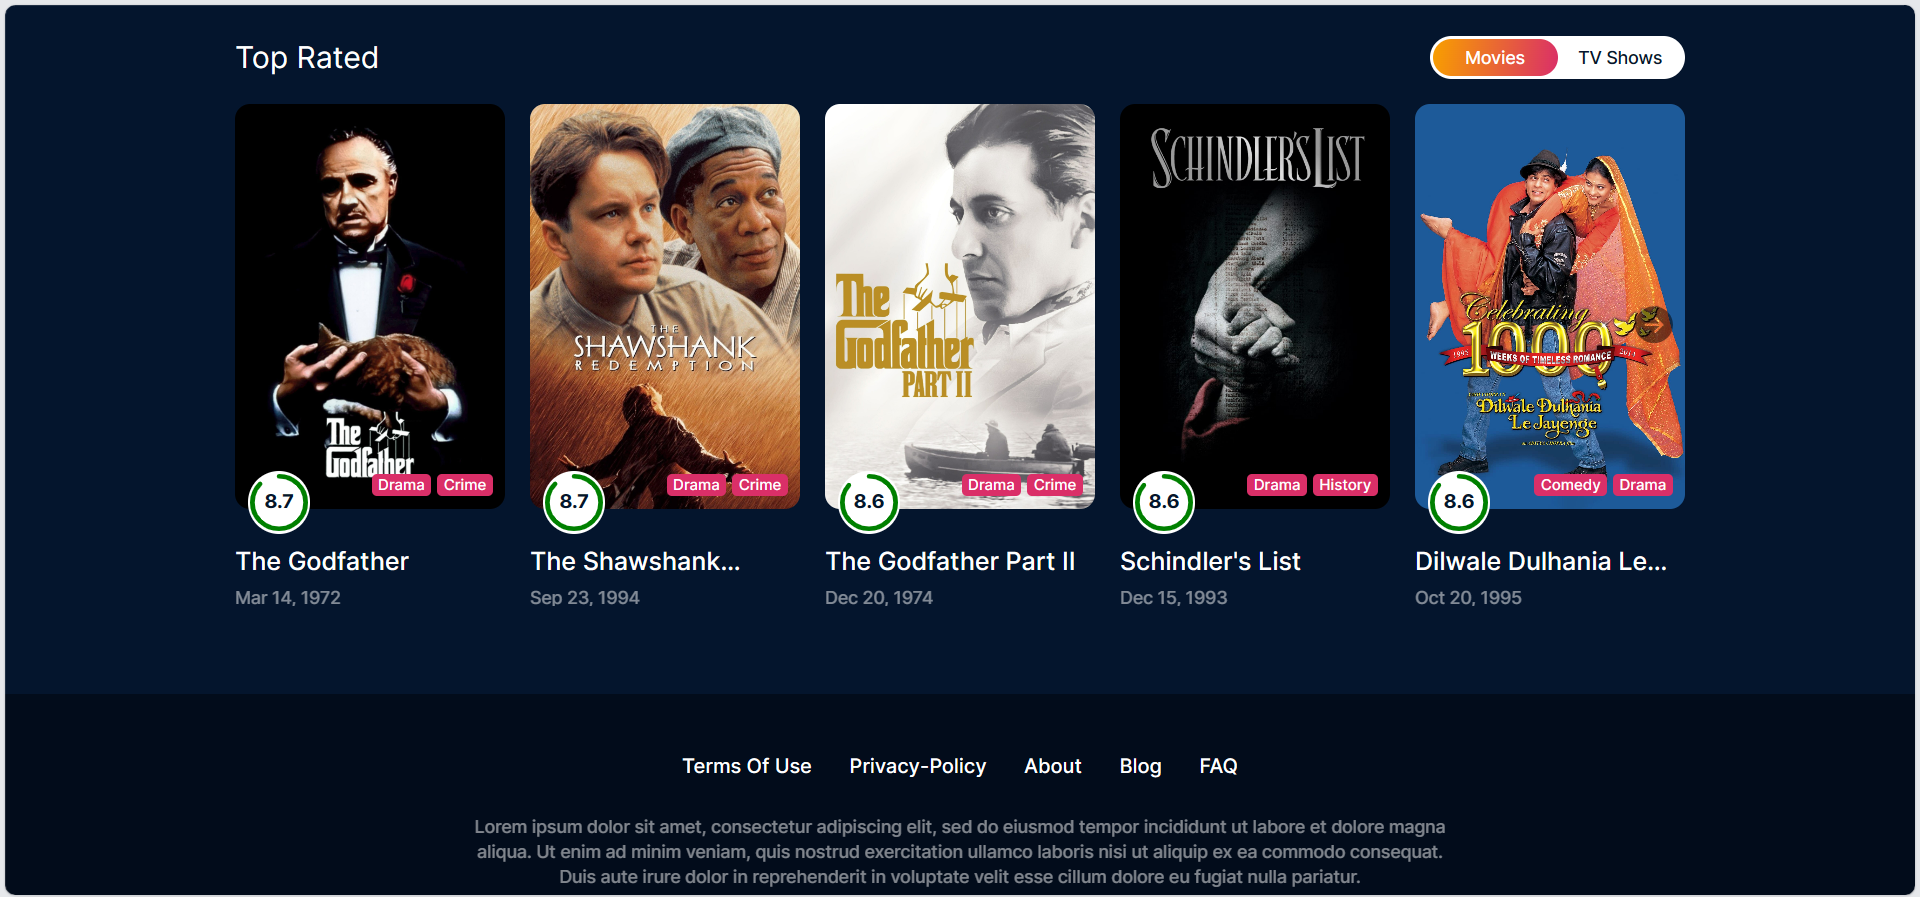 Top Rated
Movies
TV Shows
The
Godfather
8.7
Drama
Crime
The Godfather
Mar 14, 1972
THE
SHAWSHANK
REDEMPTION
8.7
Drama
Crime
The Shawshank...
Sep 23, 1994
The
Godfather
PART II
8.6
Drama
Crime
The Godfather Part II
Dec 20, 1974
SCHINDLER'S LIST
8.6
Drama
History
Schindler's List
Dec 15, 1993
Celebrating
1000
1995 WEEKS OF TIMELESS ROMANCE 2014
Dilwale Dulhania
Le Jayenge
8.6
Comedy
Drama
Dilwale Dulhania Le...
Oct 20, 1995
Terms Of Use
Privacy-Policy
About
Blog
FAQ
Lorem ipsum dolor sit amet, consectetur adipiscing elit, sed do eiusmod tempor incididunt ut labore et dolore magna
aliqua. Ut enim ad minim veniam, quis nostrud exercitation ullamco laboris nisi ut aliquip ex ea commodo consequat.
Duis aute irure dolor in reprehenderit in voluptate velit esse cillum dolore eu fugiat nulla pariatur.